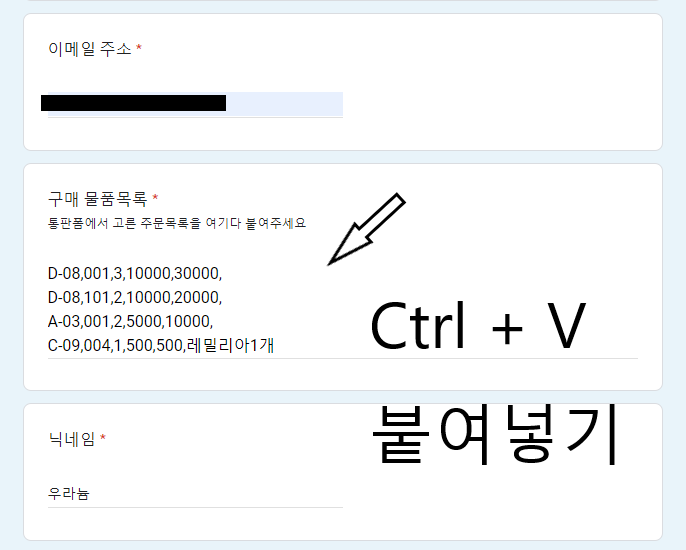 이메일 주소 *
구매 물품목록 *
통판폼에서 고른 주문목록을 여기다 붙여주세요
D-08,001,3,10000,30000,
D-08,101,2,10000,20000,
A-03,001,2,5000,10000,
C-09,004,1,500,500,레밀리아1개
Ctrl + V
붙여넣기
닉네임 *
우라늄